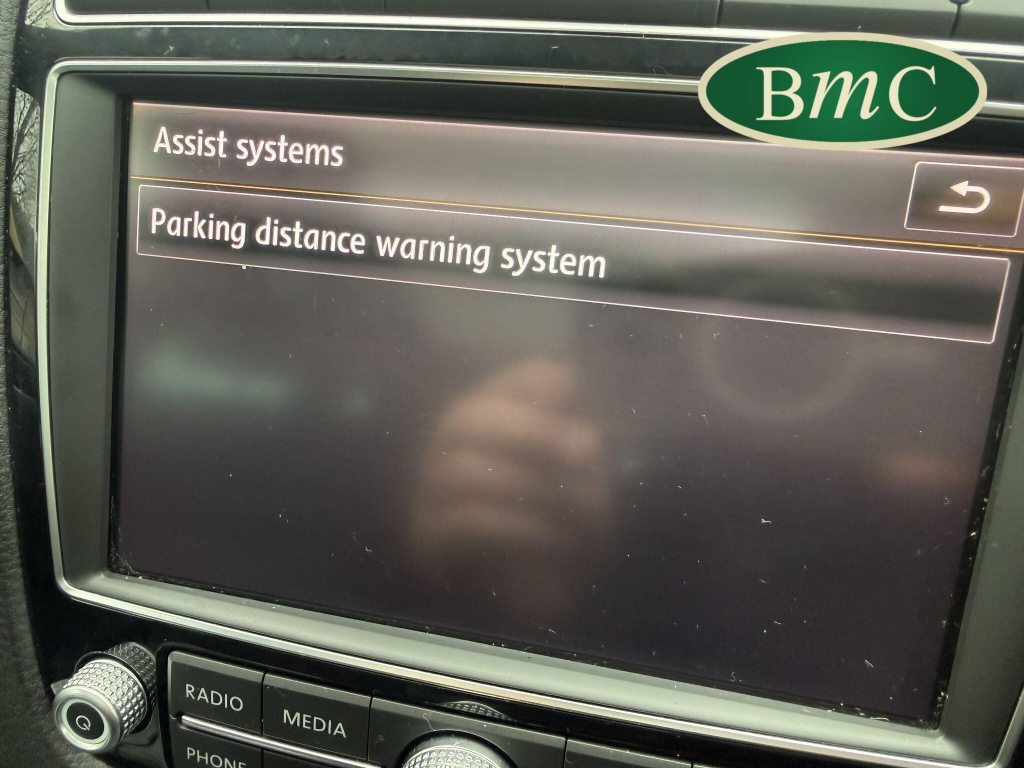 BmC
Assist systems
Parking distance warning system
RADIO
MEDIA
PHONE